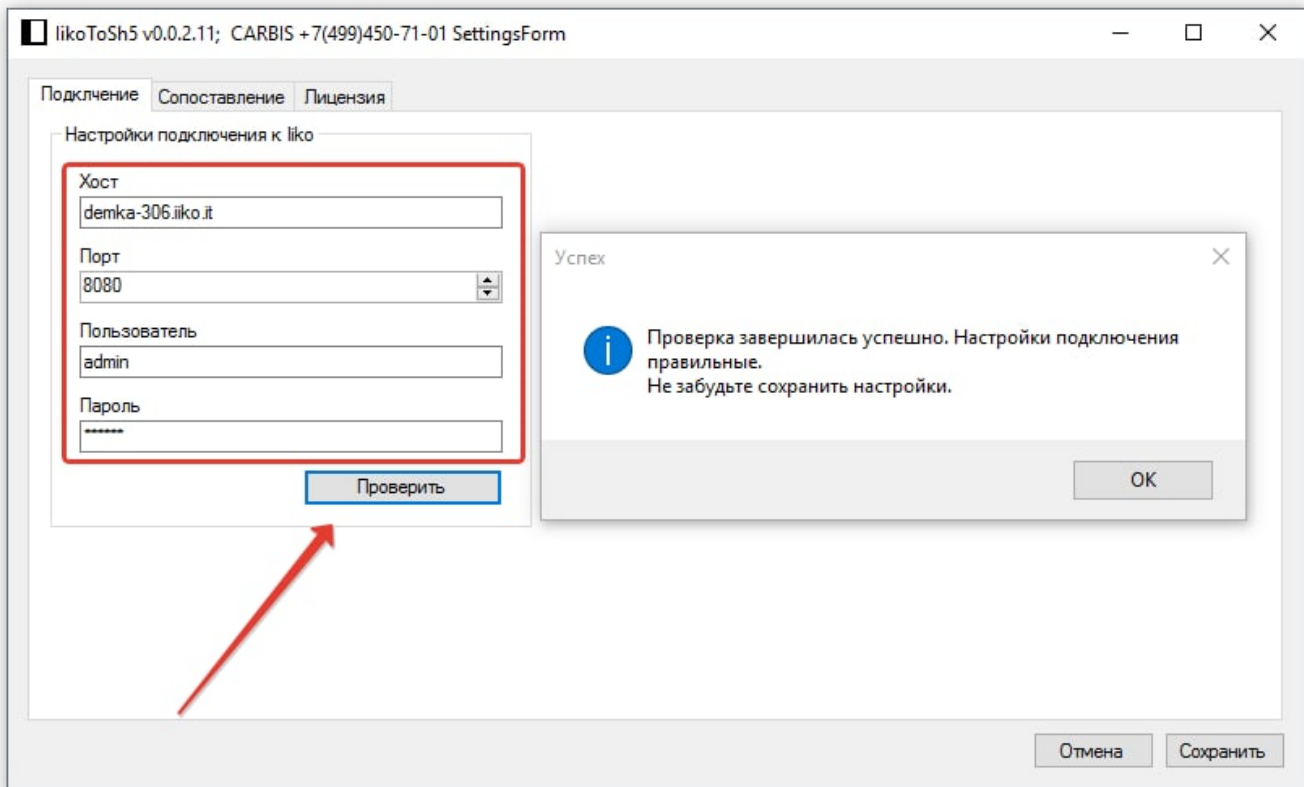 IikoToSh5 v0.0.2.11; CARBIS +7(499)450-71-01 SettingsForm
Подклчение Сопоставление Лицензия
Настройки подключения к Iiko
Хост
demka-306.iiko.it
Порт
8080
Пользователь
admin
Пароль
******
Проверить
Успех
Проверка завершилась успешно. Настройки подключения
правильные.
Не забудьте сохранить настройки.
OK
Отмена Сохранить